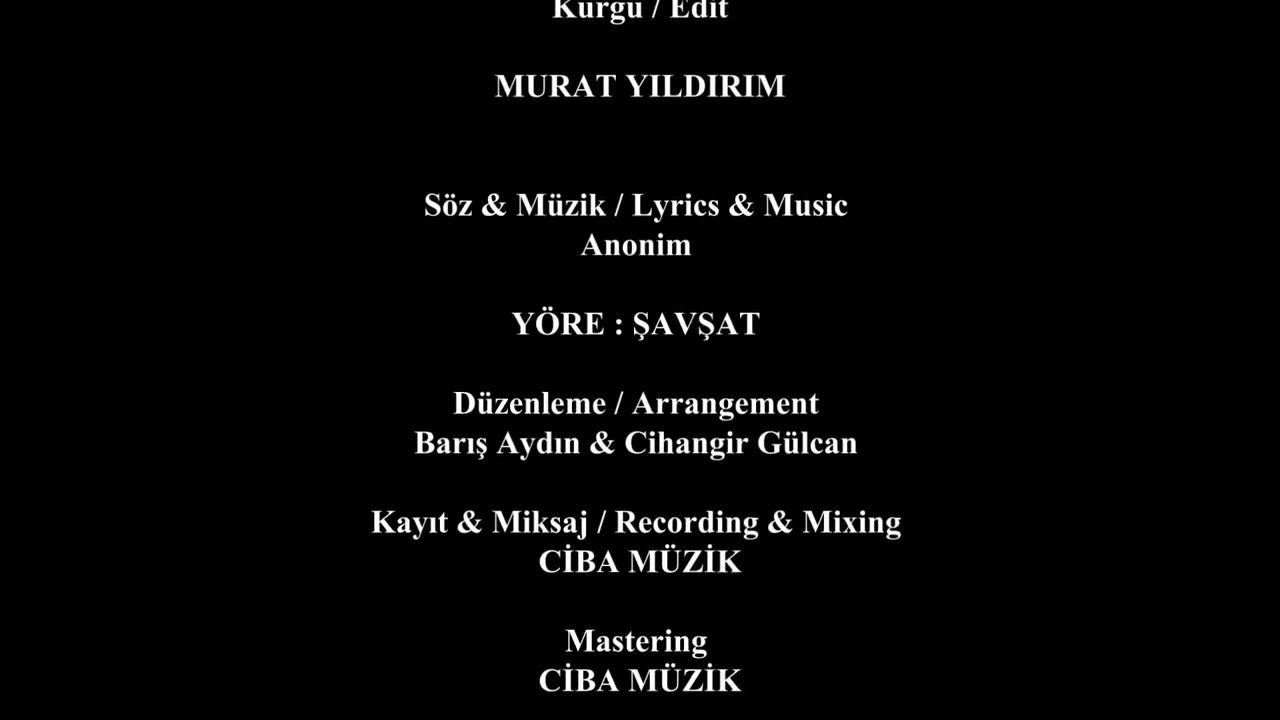 Kurgu / Edit
MURAT YILDIRIM
Söz & Müzik / Lyrics & Music
Anonim
YÖRE : ŞAVŞAT
Düzenleme / Arrangement
Barış Aydın & Cihangir Gülcan
Kayıt & Miksaj / Recording & Mixing
CİBA MÜZİK
Mastering
CİBA MÜZİK